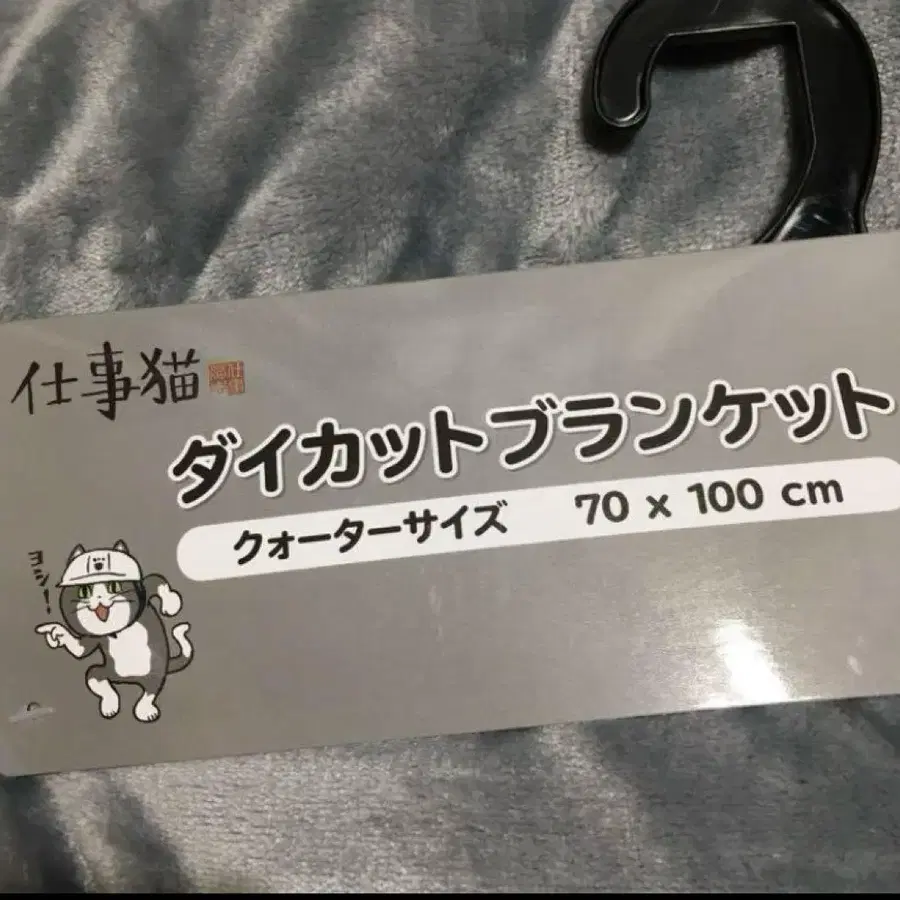 仕事猫
ダイカットブランケット
クォーターサイズ 70 x 100 cm
ヨシ!